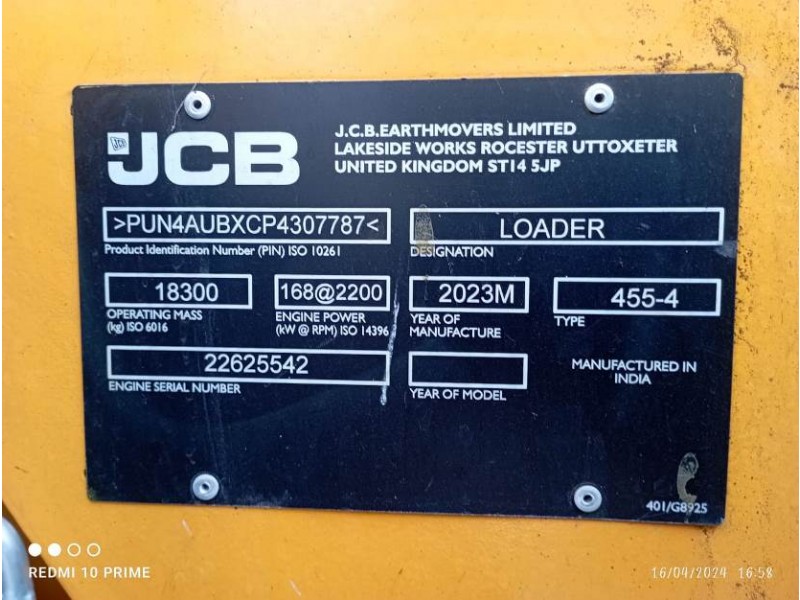 JCB
J.C.B.EARTHMOVERS LIMITED
LAKESIDE WORKS ROCESTER UTTOXETER
UNITED KINGDOM ST14 5JP
>PUN4AUBXCP4307787<
Product Identification Number (PIN) ISO 10261
LOADER
DESIGNATION
18300
OPERATING MASS
(kg) ISO 6016
168@2200
ENGINE POWER
(kW @ RPM) ISO 14396
2023M
YEAR OF
MANUFACTURE
455-4
TYPE
22625542
ENGINE SERIAL NUMBER
YEAR OF MODEL
MANUFACTURED IN
INDIA
401/G8925
REDMI 10 PRIME
16/04/2024 16:58